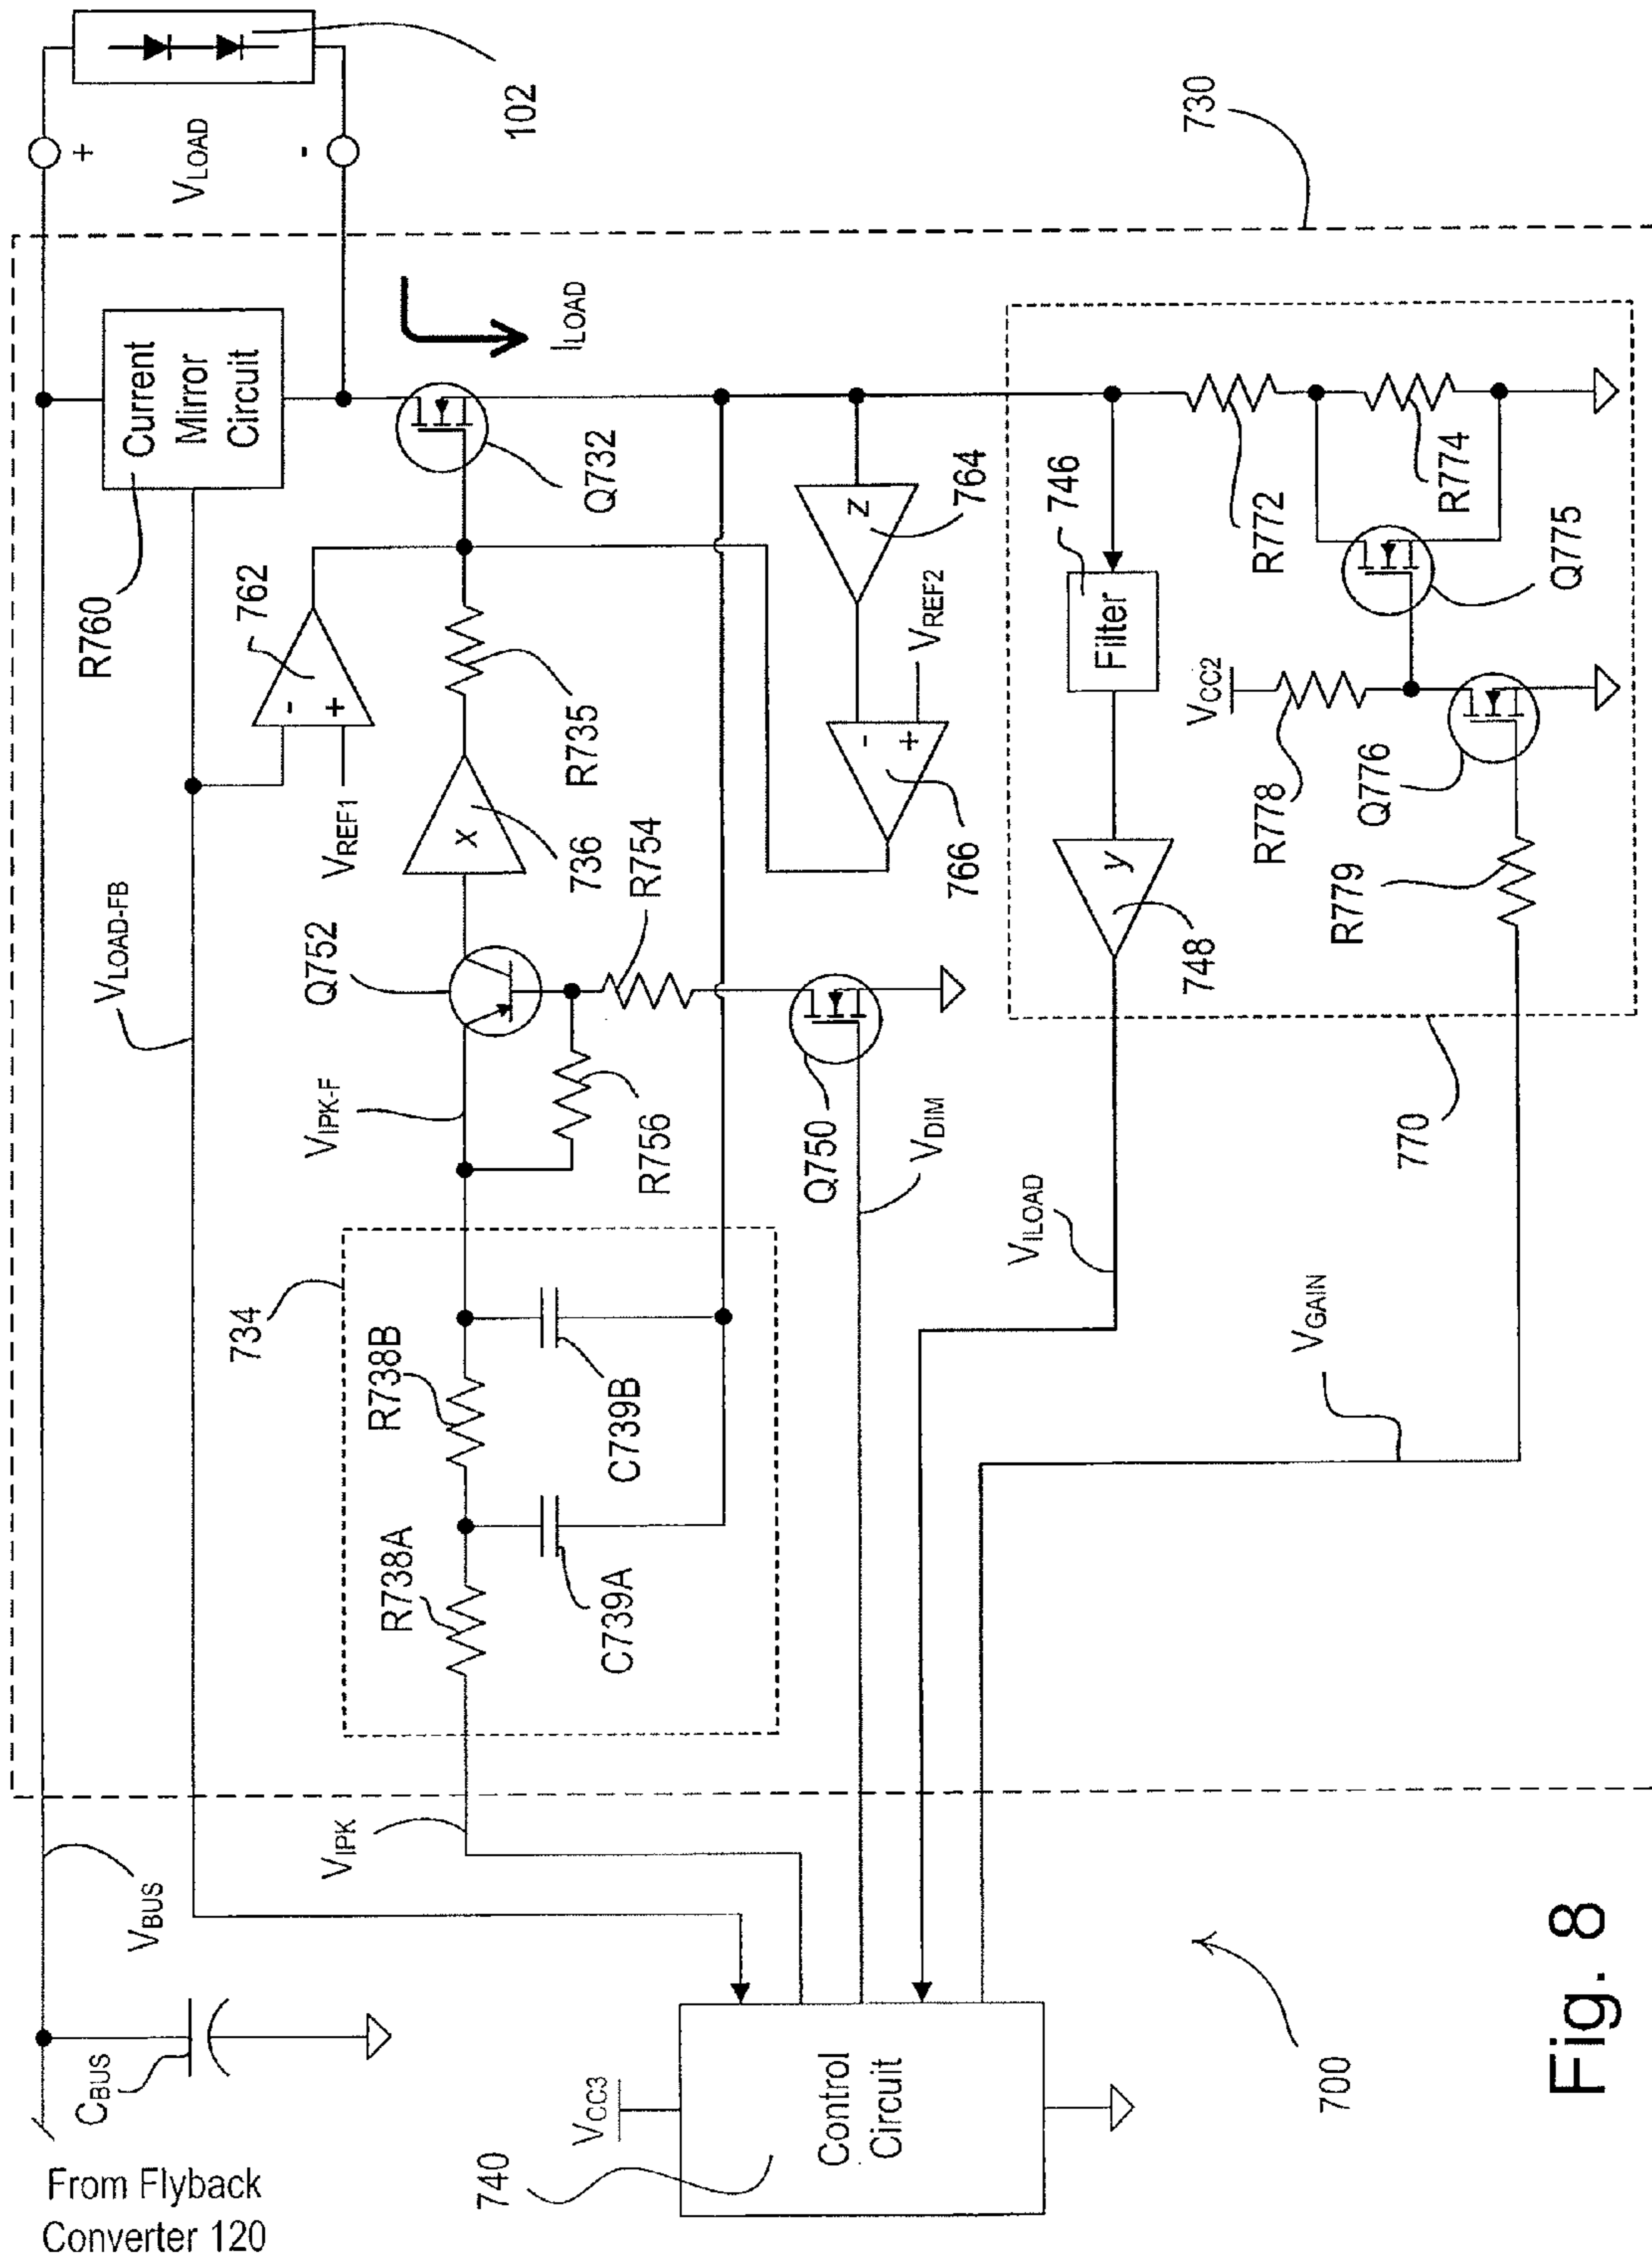 From Flyback
Converter 120
CBUS
VBUS
VLOAD-FB
R760
Current
Mirror
Circuit
+
VLOAD
-
102
762
-
+
VREF1
ILOAD
730
734
VIPK
R738A
R738B
C739A
C739B
VIPK-F
Q752
R756
R754
x
736
R735
Q732
Q750
VDIM
z
764
VREF2
-
+
766
VCC3
740
Control
Circuit
VILOAD
y
748
746
Filter
R772
R774
Q775
VCC2
R778
Q776
R779
770
VGAIN
700
Fig. 8